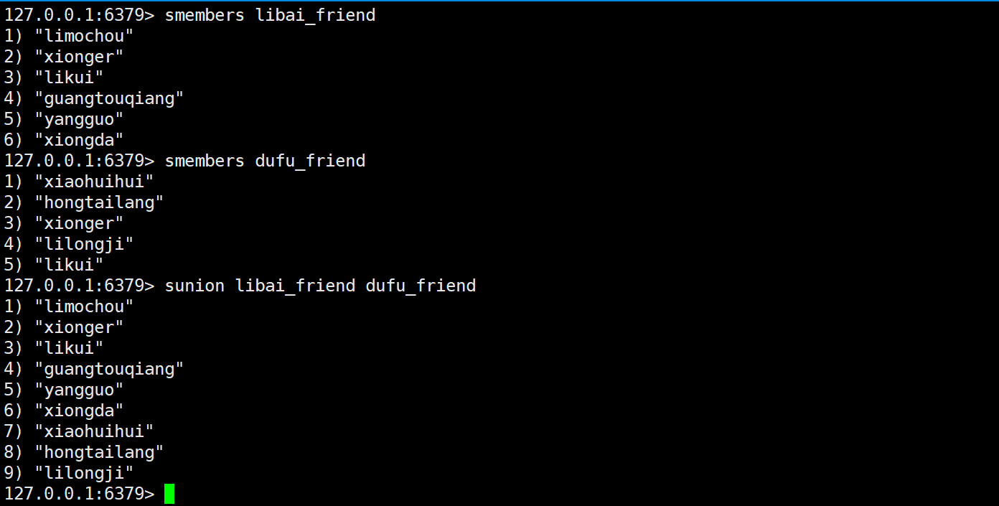 127.0.0.1:6379> smembers libai_friend
1) "limochou"
2) "xionger"
3) "likui"
4) "guangtouqiang"
5) "yangguo"
6) "xiongda"
127.0.0.1:6379> smembers dufu_friend
1) "xiaohuihui"
2) "hongtailang"
3) "xionger"
4) "lilongji"
5) "likui"
127.0.0.1:6379> sunion libai_friend dufu_friend
1) "limochou"
2) "xionger"
3) "likui"
4) "guangtouqiang"
5) "yangguo"
6) "xiongda"
7) "xiaohuihui"
8) "hongtailang"
9) "lilongji"
127.0.0.1:6379>